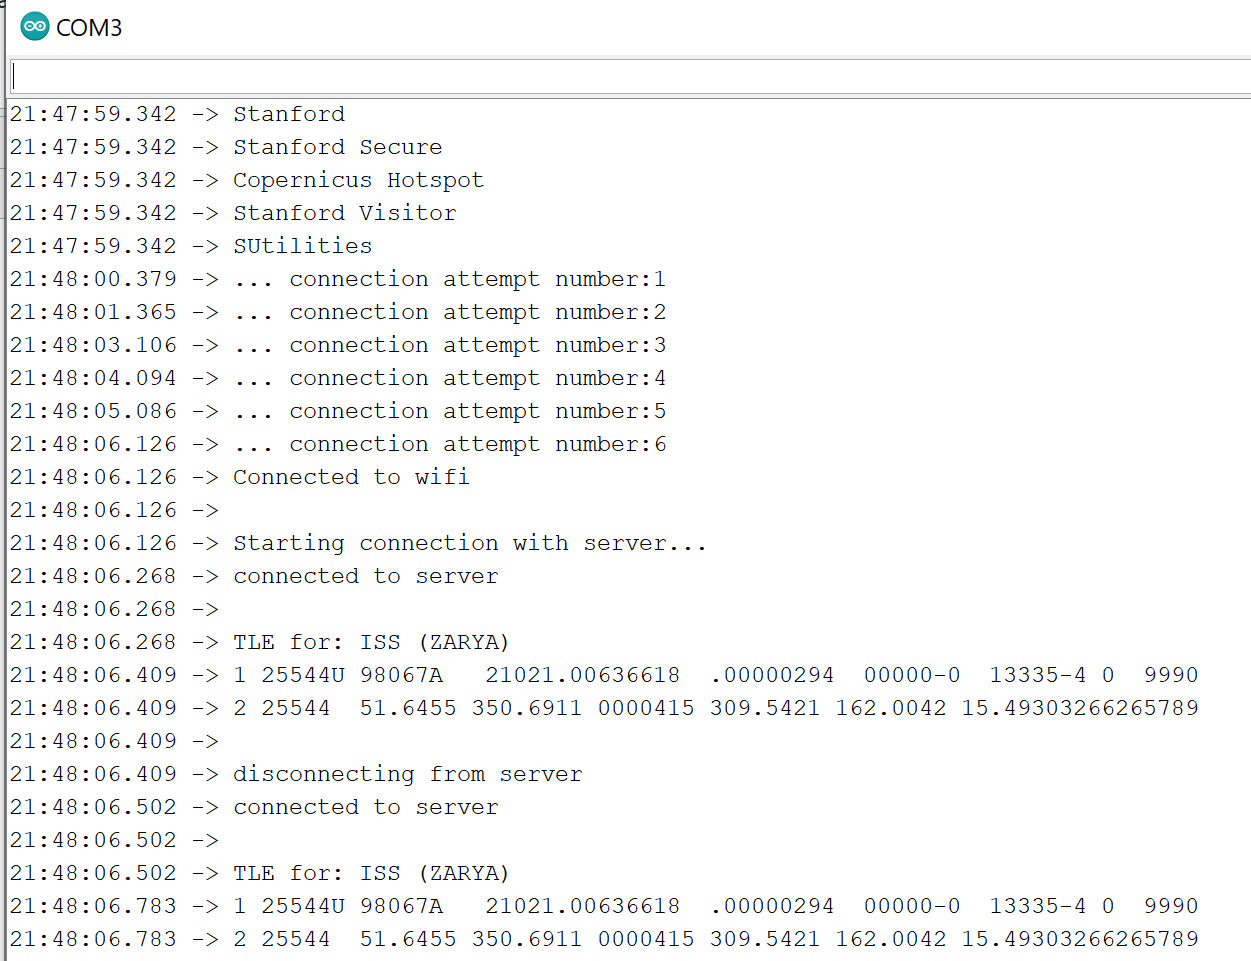 COM3
21:47:59.342 -> Stanford
21:47:59.342 -> Stanford Secure
21:47:59.342 -> Copernicus Hotspot
21:47:59.342 -> Stanford Visitor
21:47:59.342 -> SUtilities
21:48:00.379 -> ... connection attempt number:1
21:48:01.365 -> ... connection attempt number:2
21:48:03.106 -> ... connection attempt number:3
21:48:04.094 -> ... connection attempt number:4
21:48:05.086 -> ... connection attempt number:5
21:48:06.126 -> ... connection attempt number:6
21:48:06.126 -> Connected to wifi
21:48:06.126 ->
21:48:06.126 -> Starting connection with server...
21:48:06.268 -> connected to server
21:48:06.268 ->
21:48:06.268 -> TLE for: ISS (ZARYA)
21:48:06.409 -> 1 25544U 98067A   21021.00636618  .00000294  00000-0  13335-4 0  9990
21:48:06.409 -> 2 25544  51.6455 350.6911 0000415 309.5421 162.0042 15.49303266265789
21:48:06.409 ->
21:48:06.409 -> disconnecting from server
21:48:06.502 -> connected to server
21:48:06.502 ->
21:48:06.502 -> TLE for: ISS (ZARYA)
21:48:06.783 -> 1 25544U 98067A   21021.00636618  .00000294  00000-0  13335-4 0  9990
21:48:06.783 -> 2 25544  51.6455 350.6911 0000415 309.5421 162.0042 15.49303266265789